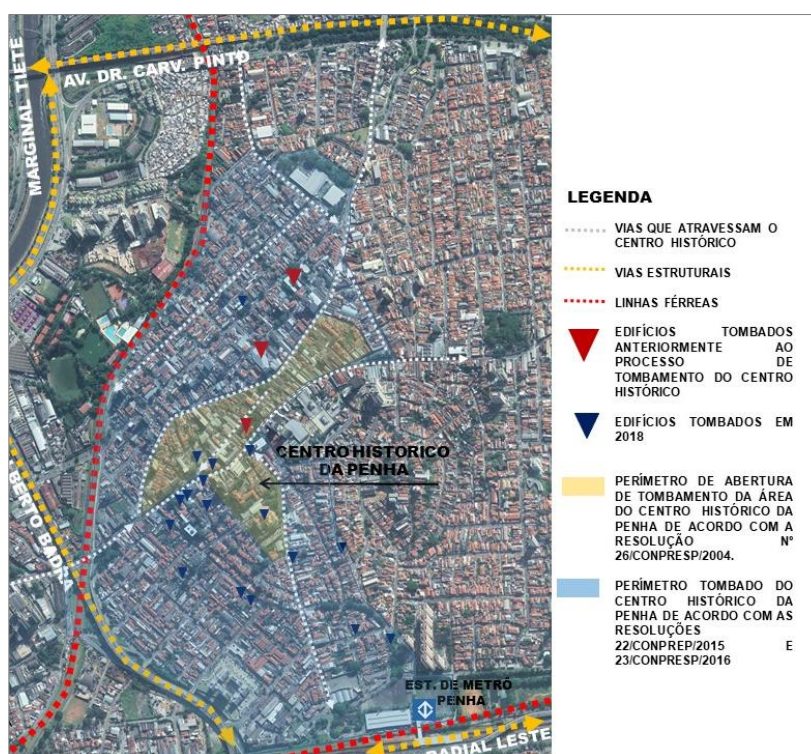 MARGINAL TIETÊ
AV. DR. CARV. PINTO
CENTRO HISTORICO
DA PENHA
BERTO BADRA
EST. DE METRÔ
PENHA
RADIAL LESTE
LEGENDA
VIAS QUE ATRAVESSAM O
CENTRO HISTÓRICO
VIAS ESTRUTURAIS
LINHAS FÉRREAS
EDIFÍCIOS TOMBADOS
ANTERIORMENTE AO
PROCESSO DE
TOMBAMENTO DO CENTRO
HISTÓRICO
EDIFÍCIOS TOMBADOS EM
2018
PERÍMETRO DE ABERTURA
DE TOMBAMENTO DA ÁREA
DO CENTRO HISTÓRICO DA
PENHA DE ACORDO COM A
RESOLUÇÃO Nº
26/CONPRESP/2004.
PERÍMETRO TOMBADO DO
CENTRO HISTÓRICO DA
PENHA DE ACORDO COM AS
RESOLUÇÕES
22/CONPREP/2015 E
23/CONPRESP/2016